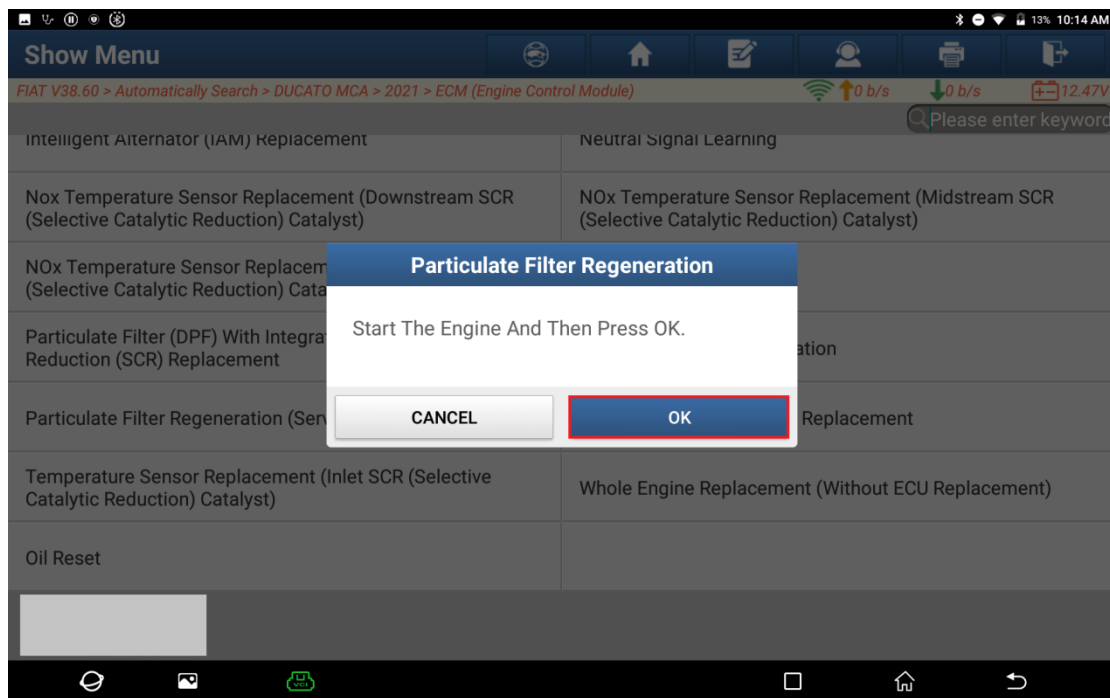 13% 10:14 AM
Show Menu
FIAT V38.60 > Automatically Search > DUCATO MCA > 2021 > ECM (Engine Control Module)
0 b/s
0 b/s
12.47V
Please enter keyword
Intelligent Alternator (IAM) Replacement
Neutral Signal Learning
Nox Temperature Sensor Replacement (Downstream SCR
(Selective Catalytic Reduction) Catalyst)
NOx Temperature Sensor Replacement (Midstream SCR
(Selective Catalytic Reduction) Catalyst)
NOx Temperature Sensor Replacem
(Selective Catalytic Reduction) Cata
Particulate Filter Regeneration
Start The Engine And Then Press OK.
CANCEL
OK
Particulate Filter (DPF) With Integra
Reduction (SCR) Replacement
ation
Particulate Filter Regeneration (Serv
Replacement
Temperature Sensor Replacement (Inlet SCR (Selective
Catalytic Reduction) Catalyst)
Whole Engine Replacement (Without ECU Replacement)
Oil Reset
VCI